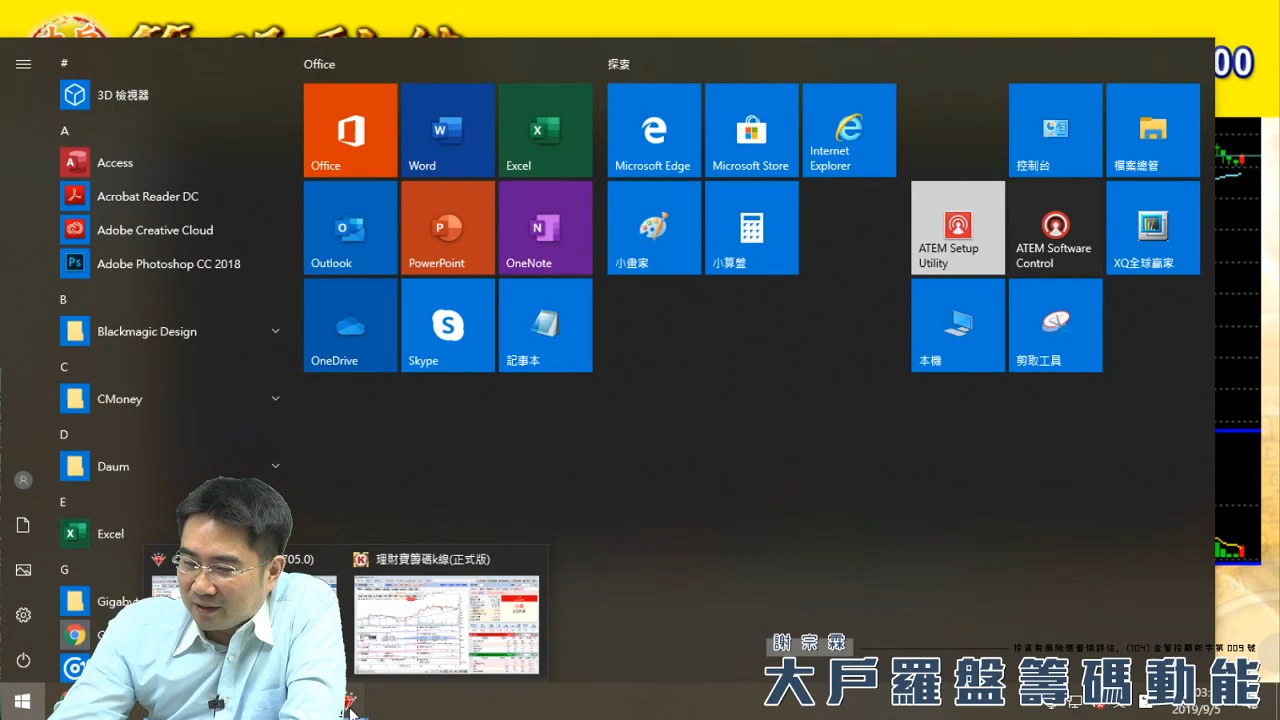 00
#
3D 檢視器
A
Access
Acrobat Reader DC
Adobe Creative Cloud
Adobe Photoshop CC 2018
B
Blackmagic Design
C
CMoney
D
Daum
E
Excel
G
Office
Office
Word
Excel
Outlook
PowerPoint
OneNote
OneDrive
Skype
記事本
探索
Microsoft Edge
Microsoft Store
Internet
Explorer
小畫家
小算盤
控制台
檔案總管
ATEM Setup
Utility
ATEM Software
Control
XQ全球贏家
本機
剪取工具
705.0)
理財寶籌碼k線(正式版)
大戶羅盤籌碼動能
2019/9/5